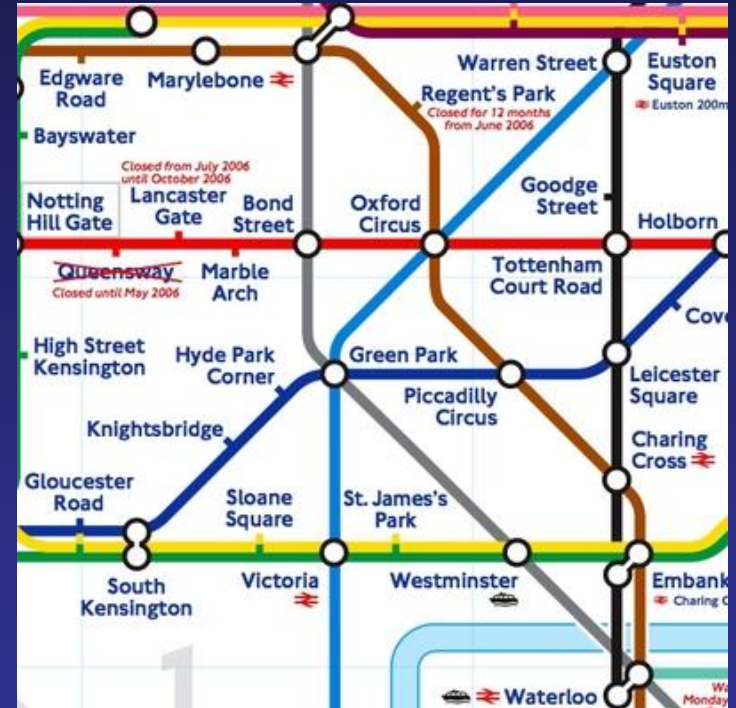 Edgware
Road
Marylebone
Warren Street
Euston
Square
Euston 200m
Regent's Park
Closed for 12 months
from June 2006
Bayswater
Closed from July 2006
until October 2006
Notting
Hill Gate
Lancaster
Gate
Bond
Street
Oxford
Circus
Goodge
Street
Holborn
Queensway
Closed until May 2006
Marble
Arch
Tottenham
Court Road
Cove
High Street
Kensington
Hyde Park
Corner
Green Park
Piccadilly
Circus
Leicester
Square
Knightsbridge
Charing
Cross
Gloucester
Road
Sloane
Square
St. James's
Park
South
Kensington
Victoria
Westminster
Embank
Charing C
1
Waterloo
Wa
Monday